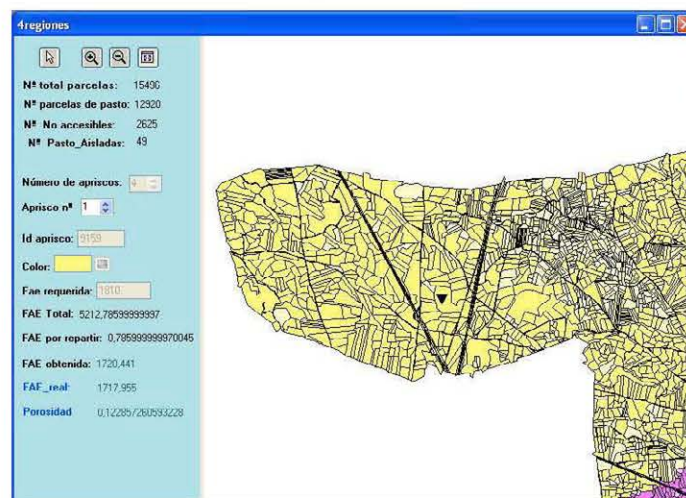 4regiones
Nº total parcelas: 15496
Nº parcelas de pasto: 12920
Nº No accesibles: 2625
Nº Pasto_Aisladas: 49
Número de apriscos: 4
Aprisco nº 1
Id aprisco: 9159
Color:
Fae requerida: 1810
FAE Total: 5212,78599999997
FAE por repartir: 0,785999999970045
FAE obtenida: 1720,441
FAE_real: 1717,955
Porosidad 0,122857260593228